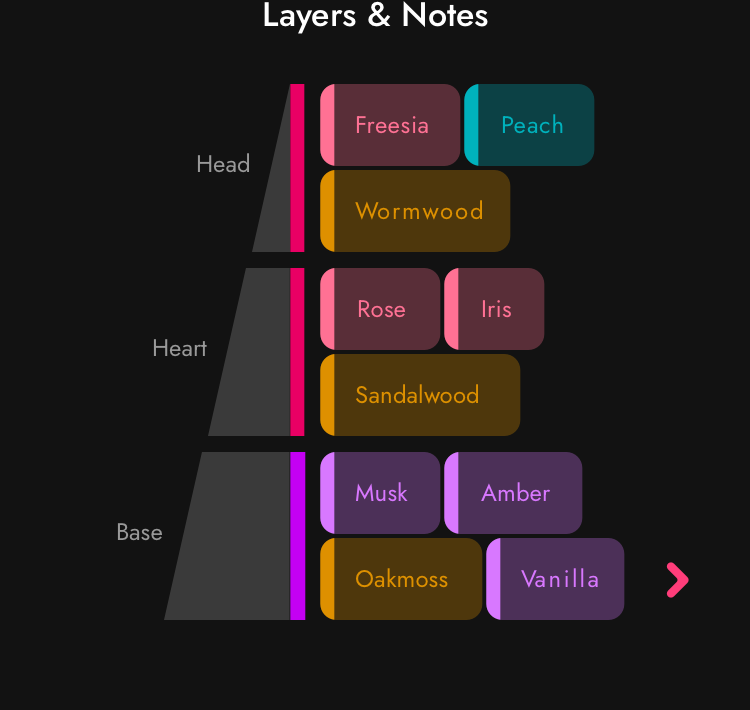 Layers & Notes
Head
Freesia
Peach
Wormwood
Heart
Rose
Iris
Sandalwood
Base
Musk
Amber
Oakmoss
Vanilla